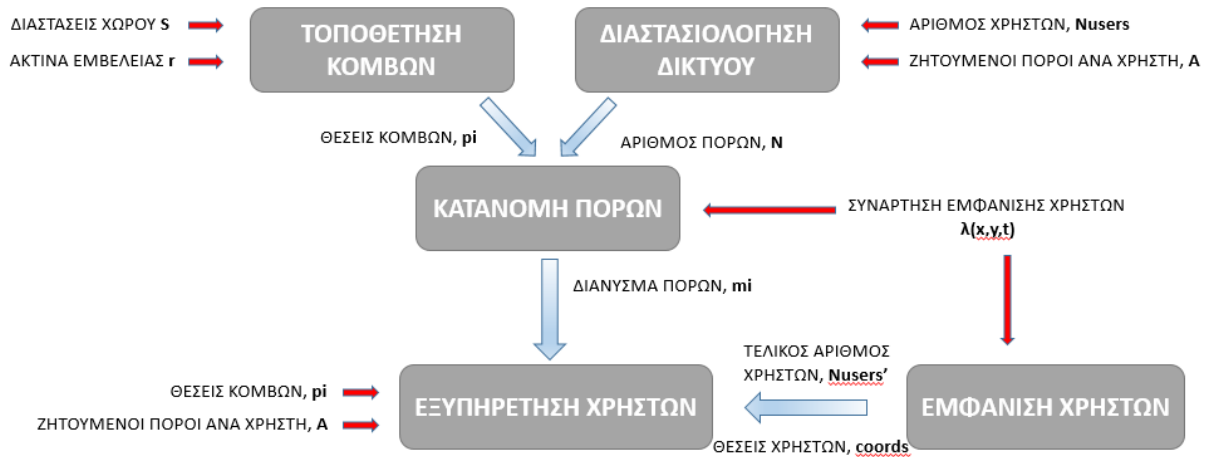 ΔΙΑΣΤΑΣΕΙΣ ΧΩΡΟΥ S
ΑΚΤΙΝΑ ΕΜΒΕΛΕΙΑΣ r
ΤΟΠΟΘΕΤΗΣΗ
ΚΟΜΒΩΝ
ΔΙΑΣΤΑΣΙΟΛΟΓΗΣΗ
ΔΙΚΤΥΟΥ
ΑΡΙΘΜΟΣ ΧΡΗΣΤΩΝ, Nusers
ΖΗΤΟΥΜΕΝΟΙ ΠΟΡΟΙ ΑΝΑ ΧΡΗΣΤΗ, Α
ΘΕΣΕΙΣ ΚΟΜΒΩΝ, pi
ΑΡΙΘΜΟΣ ΠΟΡΩΝ, Ν
ΚΑΤΑΝΟΜΗ ΠΟΡΩΝ
ΣΥΝΑΡΤΗΣΗ ΕΜΦΑΝΙΣΗΣ ΧΡΗΣΤΩΝ
λ(x,y,t)
ΔΙΑΝΥΣΜΑ ΠΟΡΩΝ, mi
ΤΕΛΙΚΟΣ ΑΡΙΘΜΟΣ
ΧΡΗΣΤΩΝ, Nusers’
ΘΕΣΕΙΣ ΚΟΜΒΩΝ, pi
ΖΗΤΟΥΜΕΝΟΙ ΠΟΡΟΙ ΑΝΑ ΧΡΗΣΤΗ, Α
ΕΞΥΠΗΡΕΤΗΣΗ ΧΡΗΣΤΩΝ
ΕΜΦΑΝΙΣΗ ΧΡΗΣΤΩΝ
ΘΕΣΕΙΣ ΧΡΗΣΤΩΝ, coords